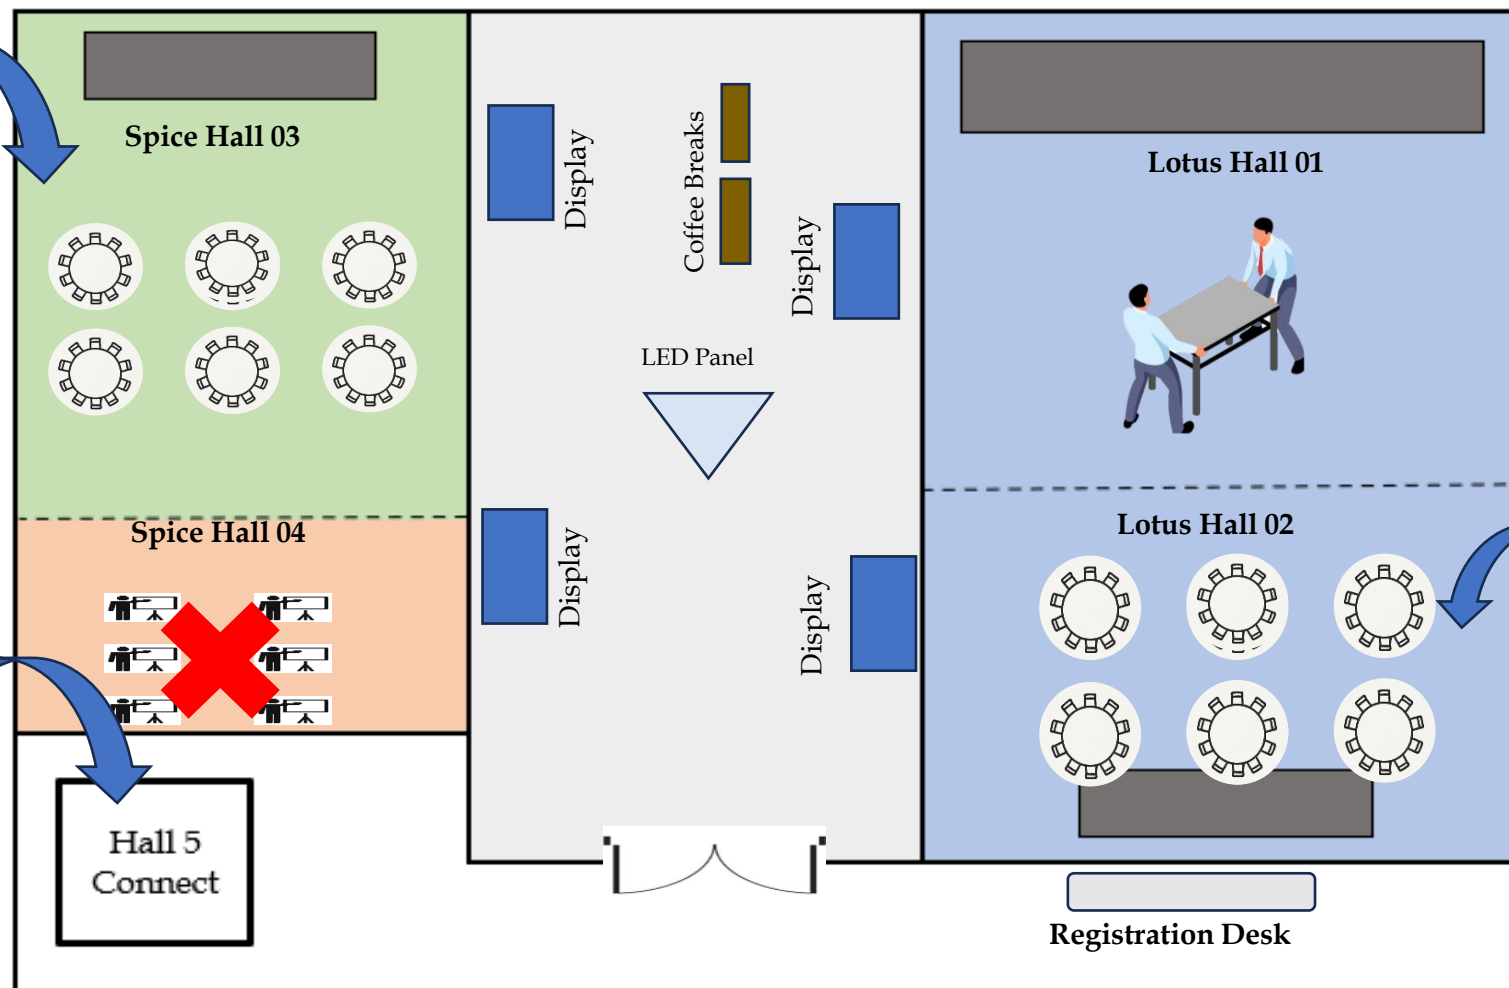 Spice Hall 03
Display
Coffee Breaks
Display
Lotus Hall 01
LED Panel
Spice Hall 04
Display
Display
Lotus Hall 02
Hall 5
Connect
Registration Desk